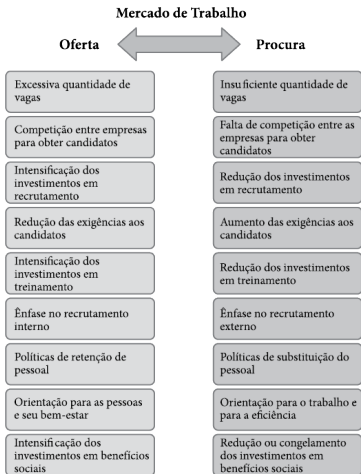 Mercado de Trabalho
Oferta
Procura
Excessiva quantidade de
vagas
Insuficiente quantidade de
vagas
Competição entre empresas
para obter candidatos
Falta de competição entre as
empresas para obter
candidatos
Intensificação dos
investimentos em
recrutamento
Redução dos investimentos
em recrutamento
Redução das exigências aos
candidatos
Aumento das exigências aos
candidatos
Intensificação dos
investimentos em
treinamento
Redução dos investimentos
em treinamento
Ênfase no recrutamento
interno
Ênfase no recrutamento
externo
Políticas de retenção de
pessoal
Políticas de substituição do
pessoal
Orientação para as pessoas
e seu bem-estar
Orientação para o trabalho e
para a eficiência
Intensificação dos
investimentos em benefícios
sociais
Redução ou congelamento
dos investimentos em
benefícios sociais